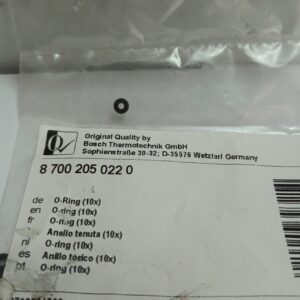 Original Quality by
Bosch Thermotechnik GmbH
Sophienstraße 30-32; D-35576 Wetzlar/ Germany
8 700 205 022 0
de O-Ring (10x)
en O-ring (10x)
fr O-ring (10x)
it Anello tenuta (10x)
nl O-ring (10x)
es Anillo tórico (10x)
pt O-ring (10x)